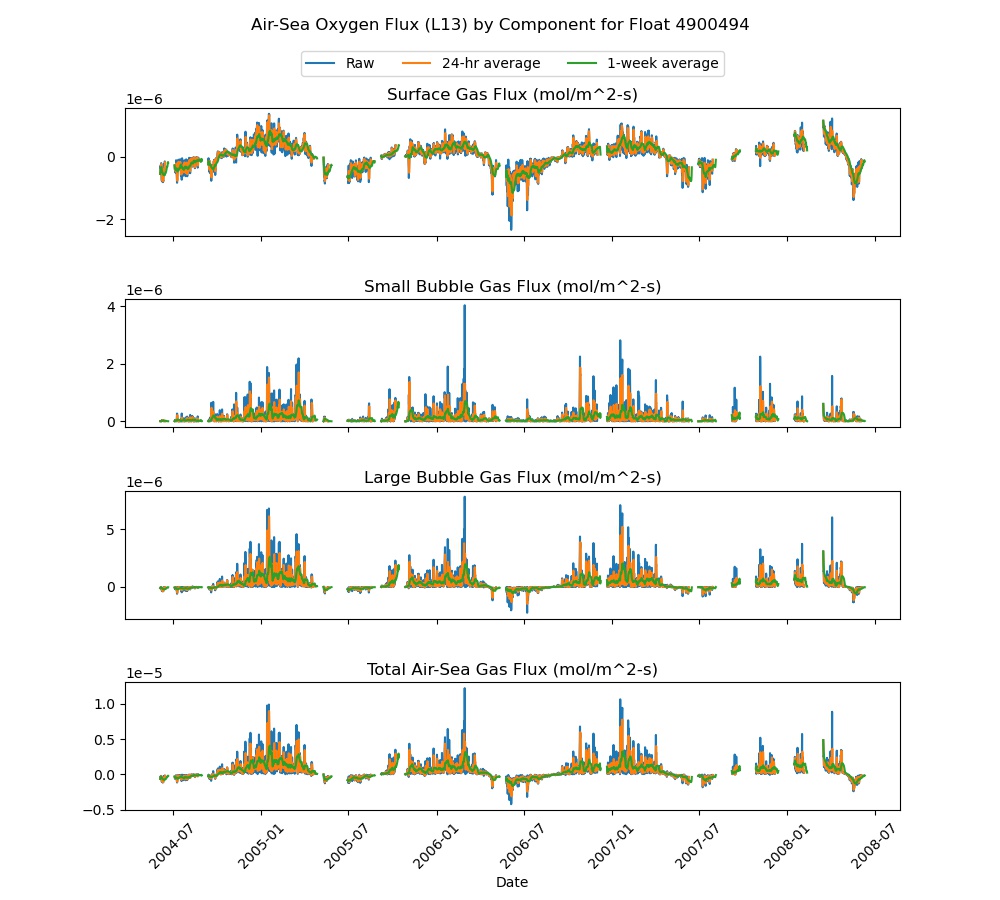 Air-Sea Oxygen Flux (L13) by Component for Float 4900494
Raw 24-hr average 1-week average
1e−6
Surface Gas Flux (mol/m^2-s)
0
−2
1e−6
Small Bubble Gas Flux (mol/m^2-s)
4
2
0
1e−6
Large Bubble Gas Flux (mol/m^2-s)
5
0
1e−5
Total Air-Sea Gas Flux (mol/m^2-s)
1.0
0.5
0.0
−0.5
2004-07 2005-01 2005-07 2006-01 2006-07 2007-01 2007-07 2008-01 2008-07
Date